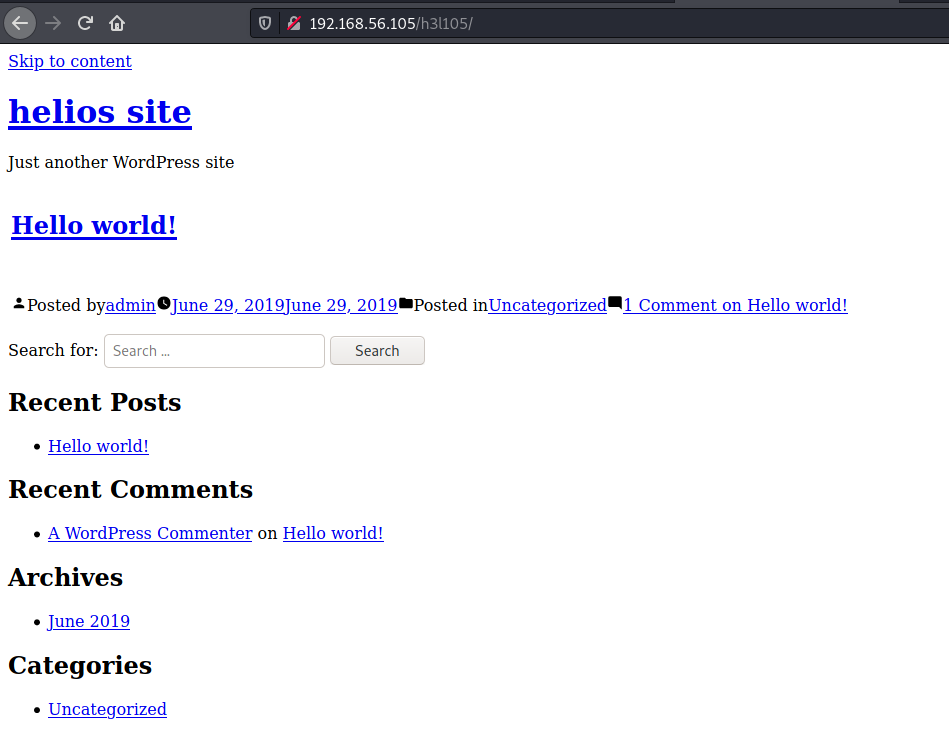 192.168.56.105/h3l105/
Skip to content
helios site
Just another WordPress site
Hello world!
Posted byadminJune 29, 2019June 29, 2019Posted inUncategorized1 Comment on Hello world!
Search for: Search ... Search
Recent Posts
Hello world!
Recent Comments
A WordPress Commenter on Hello world!
Archives
June 2019
Categories
Uncategorized